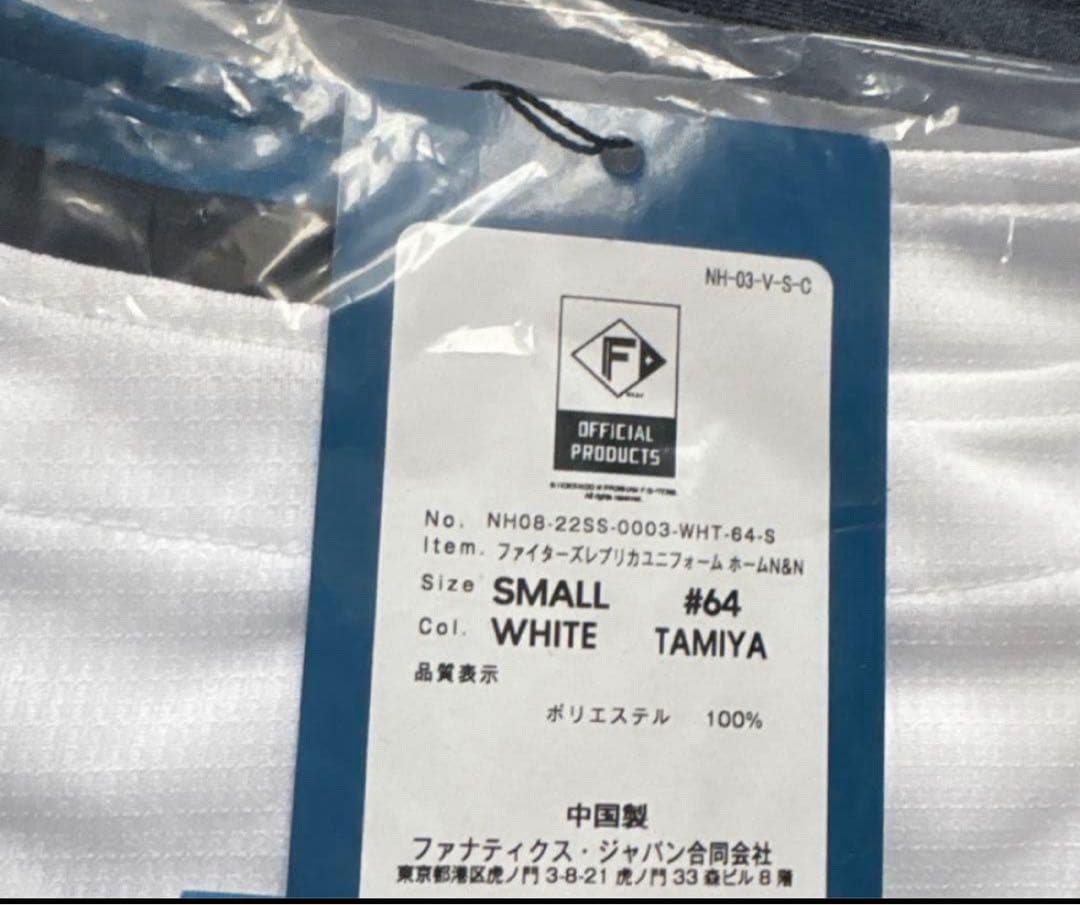 NH-03-V-S-C
F
OFFICIAL
PRODUCTS
All rights reserved.
No. NH08-22SS-0003-WHT-64-S
Item. ファイターズレプリカユニフォーム ホームN&N
Size SMALL #64
Col. WHITE TAMIYA
品質表示
ポリエステル 100%
中国製
ファナティクス・ジャパン合同会社
東京都港区虎ノ門 3-8-21 虎ノ門 33 森ビル 8 階